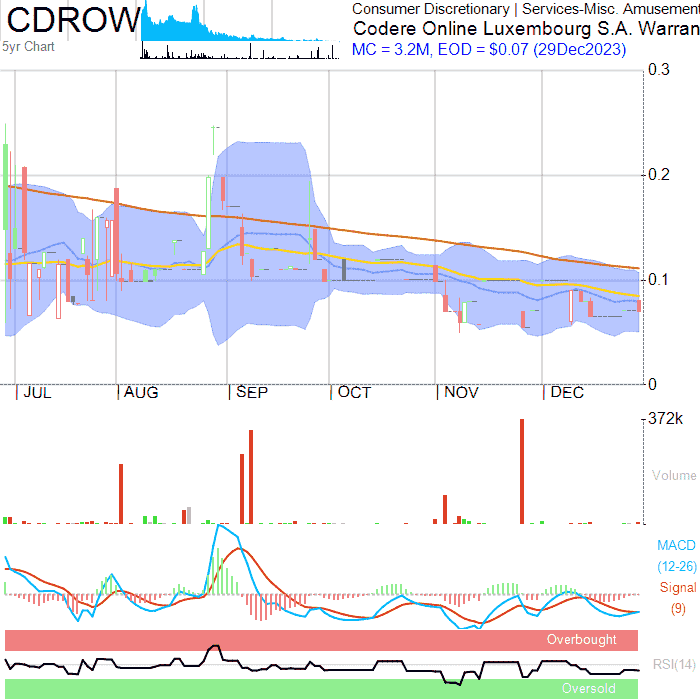 CDROW
5yr Chart
Consumer Discretionary | Services-Misc. Amusement
Codere Online Luxembourg S.A. Warran
MC = 3.2M, EOD = $0.07 (29Dec2023)
0.3
0.2
0.1
0
JUL AUG SEP OCT NOV DEC
372k
Volume
MACD
(12-26)
Signal
(9)
Overbought
RSI(14)
Oversold